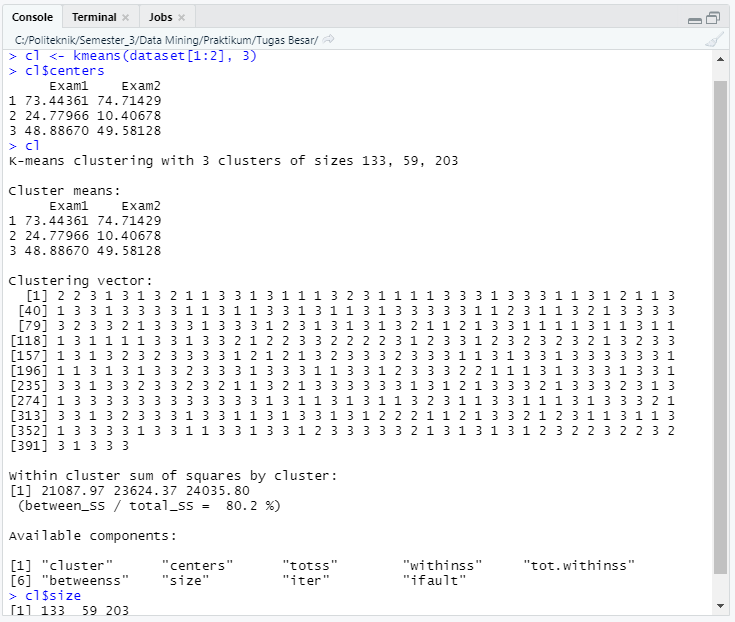 Console Terminal Jobs
C:/Politeknik/Semester_3/Data Mining/Praktikum/Tugas Besar/
> cl <- kmeans(dataset[1:2], 3)
> cl$centers
     Exam1    Exam2
1 73.44361 74.71429
2 24.77966 10.40678
3 48.88670 49.58128
> cl
K-means clustering with 3 clusters of sizes 133, 59, 203
Cluster means:
     Exam1    Exam2
1 73.44361 74.71429
2 24.77966 10.40678
3 48.88670 49.58128
Clustering vector:
  [1] 2 2 3 1 3 1 3 2 1 1 3 3 1 3 1 1 1 3 2 3 1 1 1 1 3 3 3 1 3 3 3 1 1 3 1 2 1 1 3
 [40] 1 3 3 1 3 3 3 3 1 1 3 1 1 3 3 1 3 1 1 3 1 3 3 3 3 3 1 1 2 3 1 1 3 2 1 3 3 3 3
 [79] 3 2 3 3 2 1 3 3 3 1 3 3 3 1 2 3 1 3 1 3 1 3 2 1 1 2 1 3 3 1 1 1 1 3 1 1 3 1 1
[118] 1 3 1 1 1 1 3 3 1 3 3 2 1 2 2 3 3 2 2 2 2 2 3 1 2 3 3 1 2 3 2 3 2 3 2 1 3 2 3 3
[157] 1 3 1 3 2 3 2 3 3 3 3 1 2 1 2 1 3 2 2 3 3 2 3 3 3 1 1 3 1 3 3 1 3 3 3 3 3 3 1
[196] 1 1 3 3 1 3 1 3 3 2 3 3 3 1 3 3 3 1 1 3 3 1 2 3 3 3 2 2 1 1 1 3 1 3 3 3 1 3 3 1
[235] 3 3 1 3 3 2 3 3 2 3 2 1 1 3 2 1 3 3 3 3 3 3 3 1 3 1 2 1 3 3 3 2 1 3 3 3 2 3 1 3
[274] 1 3 3 3 3 3 3 3 3 3 3 1 3 1 1 3 1 3 1 1 3 2 3 1 1 3 3 1 1 1 3 1 3 3 3 2 1
[313] 3 3 1 3 2 3 3 3 1 3 3 1 1 3 1 3 3 1 3 1 2 2 2 1 1 2 1 3 3 2 1 2 3 1 1 3 1 1 3
[352] 1 3 3 3 3 1 3 3 1 1 3 3 1 3 3 1 2 3 3 3 3 3 2 1 3 1 3 1 3 1 2 3 2 2 3 2 2 3 2
[391] 3 1 3 3 3
Within cluster sum of squares by cluster:
[1] 21087.97 23624.37 24035.80
 (between_SS / total_SS =  80.2 %)
Available components:
[1] "cluster"      "centers"      "totss"        "withinss"     "tot.withinss"
[6] "betweenss"    "size"         "iter"         "ifault"
> cl$size
[1] 133  59 203